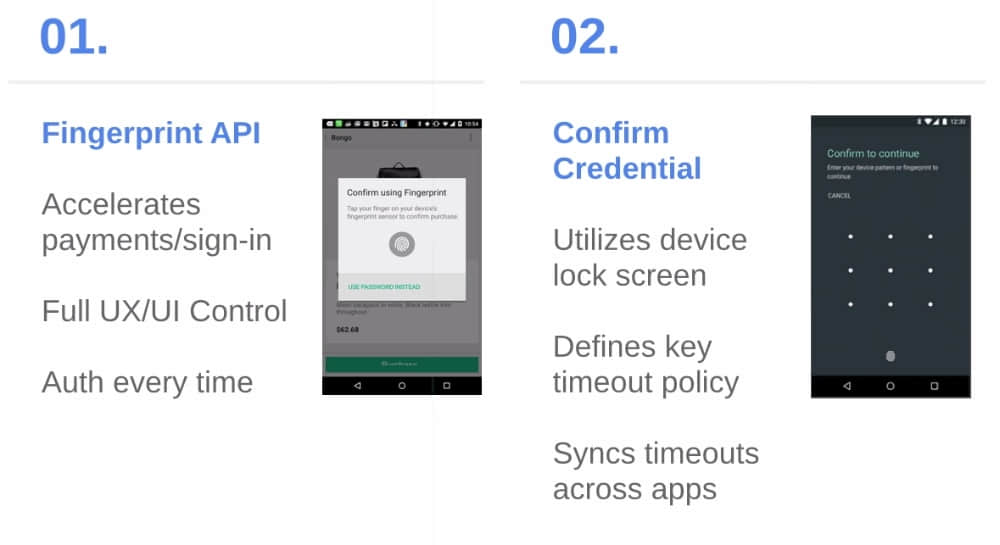 01.
Fingerprint API
Accelerates
payments/sign-in
Full UX/UI Control
Auth every time
10:54
Bongo
Confirm using Fingerprint
Tap your finger on your device's
fingerprint sensor to confirm purchase
USE PASSWORD INSTEAD
throughout.
$62.68
02.
Confirm
Credential
Utilizes device
lock screen
Defines key
timeout policy
Syncs timeouts
across apps
12:30
Confirm to continue
Enter your device pattern or fingerprint to
continue
CANCEL